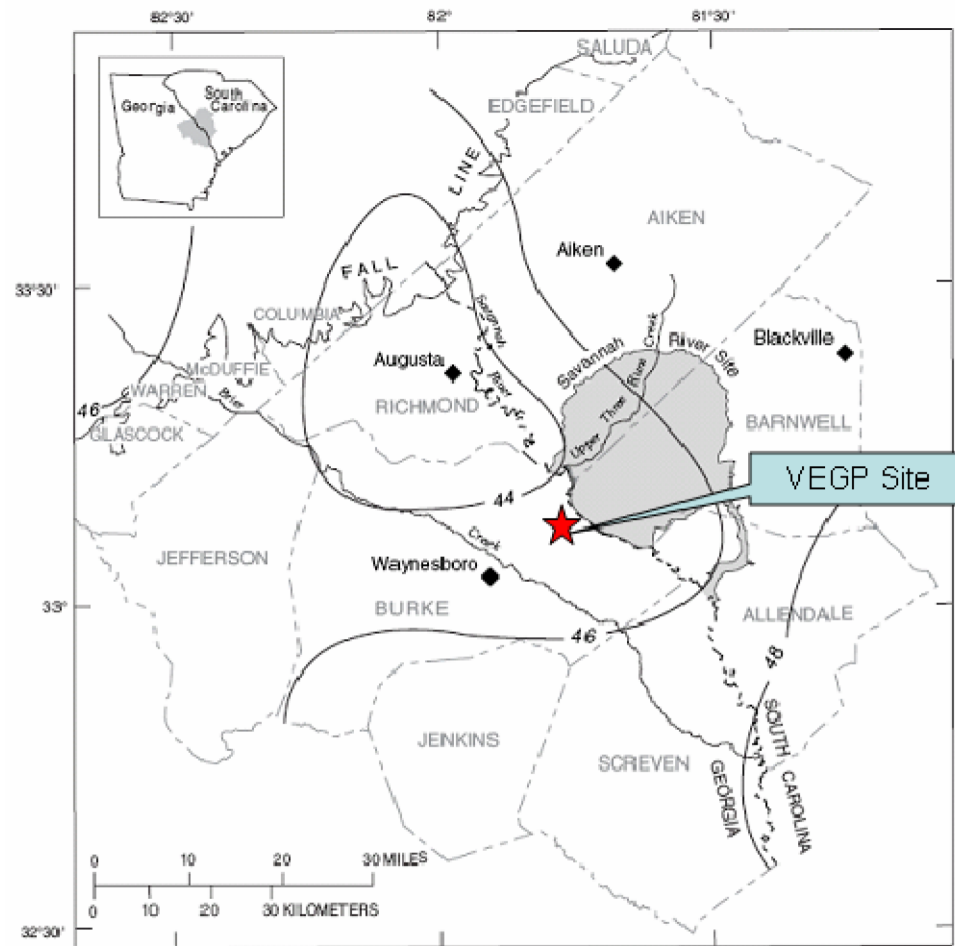 82°30'
82°
81°30'
SALUDA
EDGEFIELD
Georgia
South
Carolina
LINE
AIKEN
Aiken
FALL
33°30'
COLUMBIA
Savannah
River
Savannah River Site
Creek
Blackville
McDUFFIE
Augusta
Upper Three Runs
WARREN
Brier
RICHMOND
46
GLASCOCK
BARNWELL
VEGP Site
44
JEFFERSON
Creek
Waynesboro
33°
BURKE
ALLENDALE
46
48
JENKINS
SCREVEN
GEORGIA
SOUTH CAROLINA
0 10 20 30 MILES
0 10 20 30 KILOMETERS
32°30'